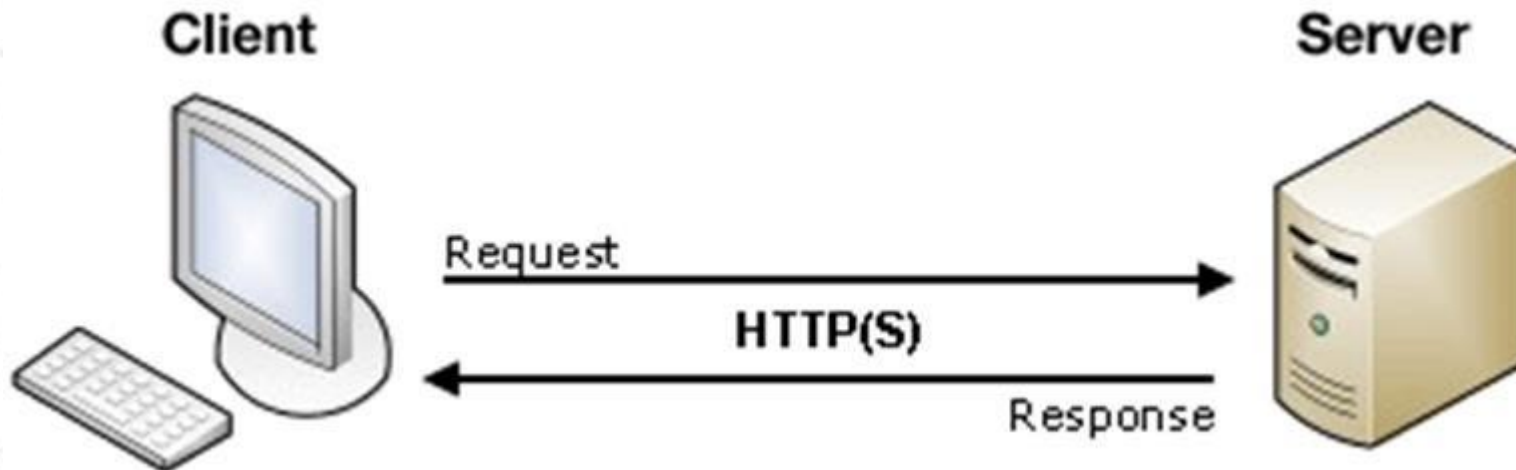 Client
Server
Request
HTTP(S)
Response